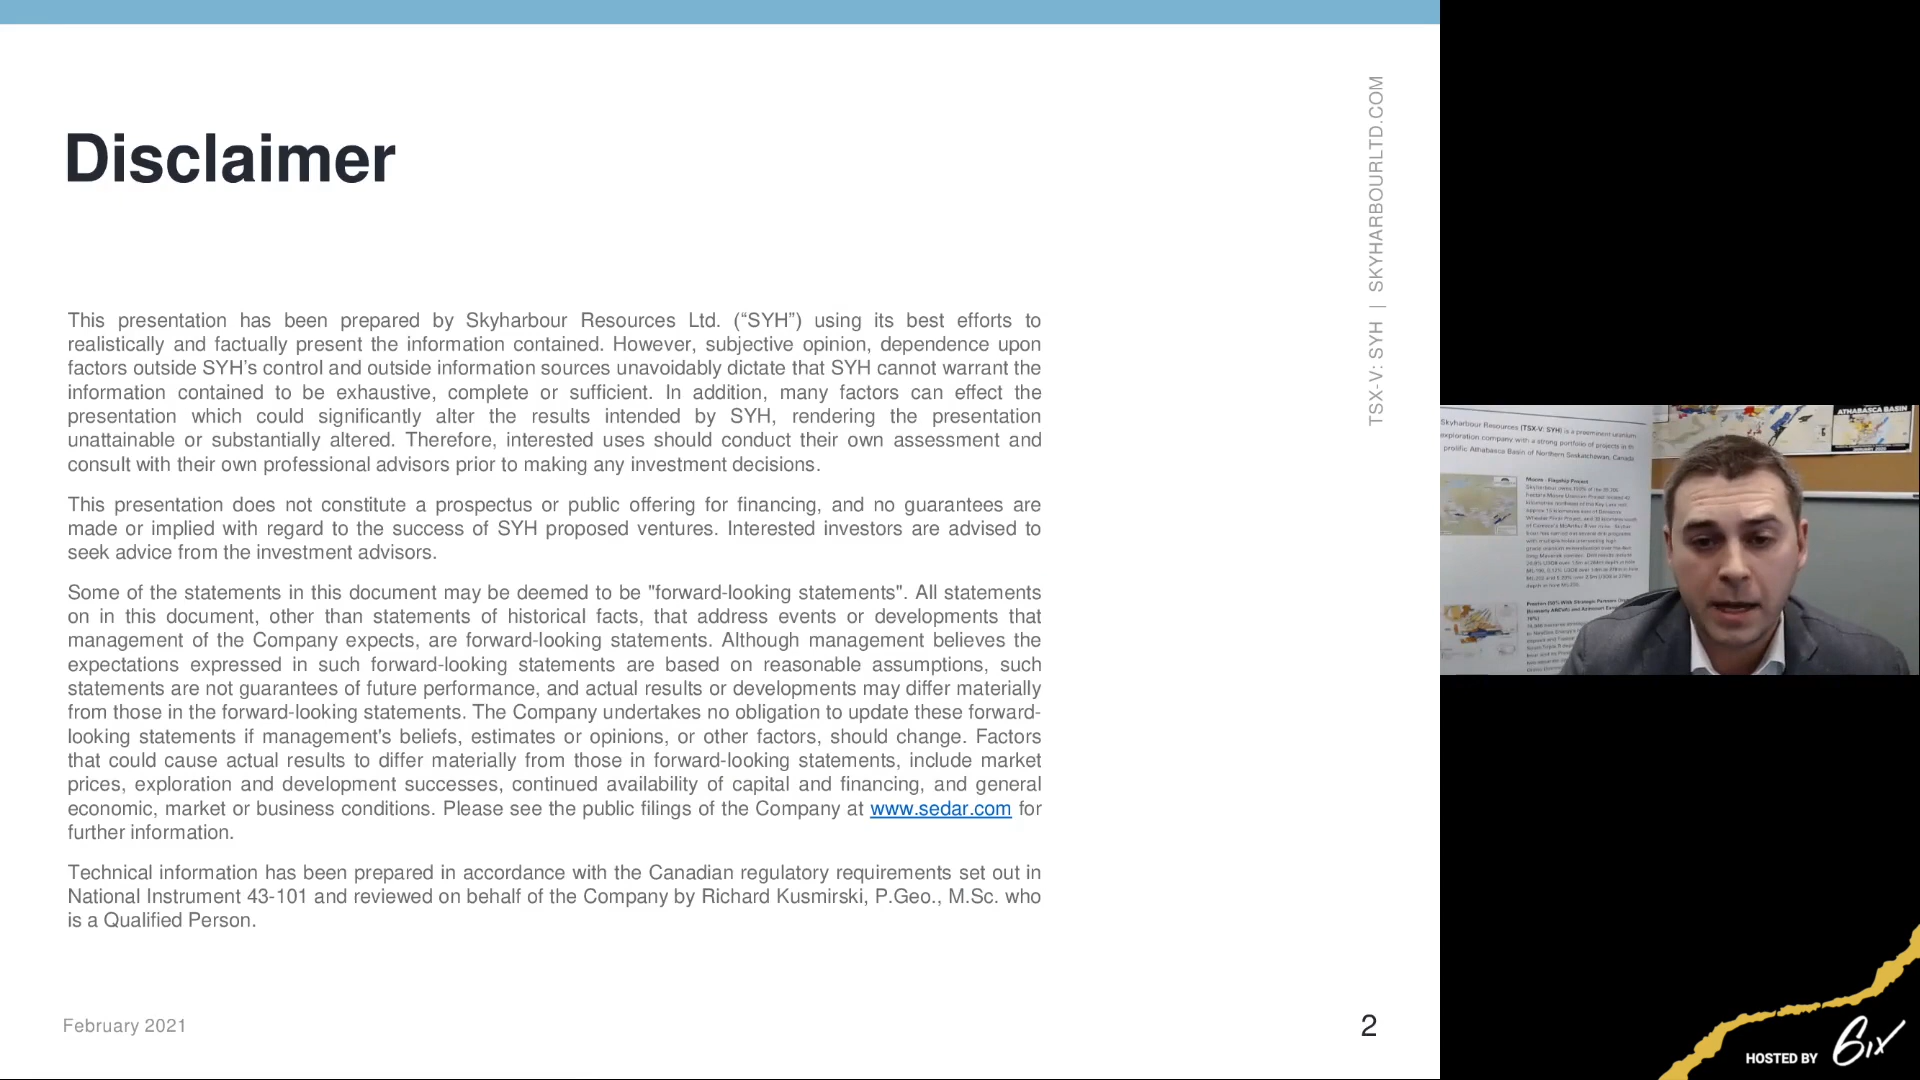 Disclaimer
TSX-V: SYH | SKYHARBOURLTD.COM
This presentation has been prepared by Skyharbour Resources Ltd. (“SYH”) using its best efforts to
realistically and factually present the information contained. However, subjective opinion, dependence upon
factors outside SYH’s control and outside information sources unavoidably dictate that SYH cannot warrant the
information contained to be exhaustive, complete or sufficient. In addition, many factors can effect the
presentation which could significantly alter the results intended by SYH, rendering the presentation
unattainable or substantially altered. Therefore, interested uses should conduct their own assessment and
consult with their own professional advisors prior to making any investment decisions.
This presentation does not constitute a prospectus or public offering for financing, and no guarantees are
made or implied with regard to the success of SYH proposed ventures. Interested investors are advised to
seek advice from the investment advisors.
Some of the statements in this document may be deemed to be "forward-looking statements". All statements
on in this document, other than statements of historical facts, that address events or developments that
management of the Company expects, are forward-looking statements. Although management believes the
expectations expressed in such forward-looking statements are based on reasonable assumptions, such
statements are not guarantees of future performance, and actual results or developments may differ materially
from those in the forward-looking statements. The Company undertakes no obligation to update these forward-
looking statements if management's beliefs, estimates or opinions, or other factors, should change. Factors
that could cause actual results to differ materially from those in forward-looking statements, include market
prices, exploration and development successes, continued availability of capital and financing, and general
economic, market or business conditions. Please see the public filings of the Company at www.sedar.com for
further information.
Technical information has been prepared in accordance with the Canadian regulatory requirements set out in
National Instrument 43-101 and reviewed on behalf of the Company by Richard Kusmirski, P.Geo., M.Sc. who
is a Qualified Person.
February 2021
2
Skyharbour Resources (TSX-V: SYH) is a preeminent uranium
exploration company with a strong portfolio of projects in the
prolific Athabasca Basin of Northern Saskatchewan, Canada
Moore - Flagship Project
ATHABASCA BASIN
HOSTED BY 6ix